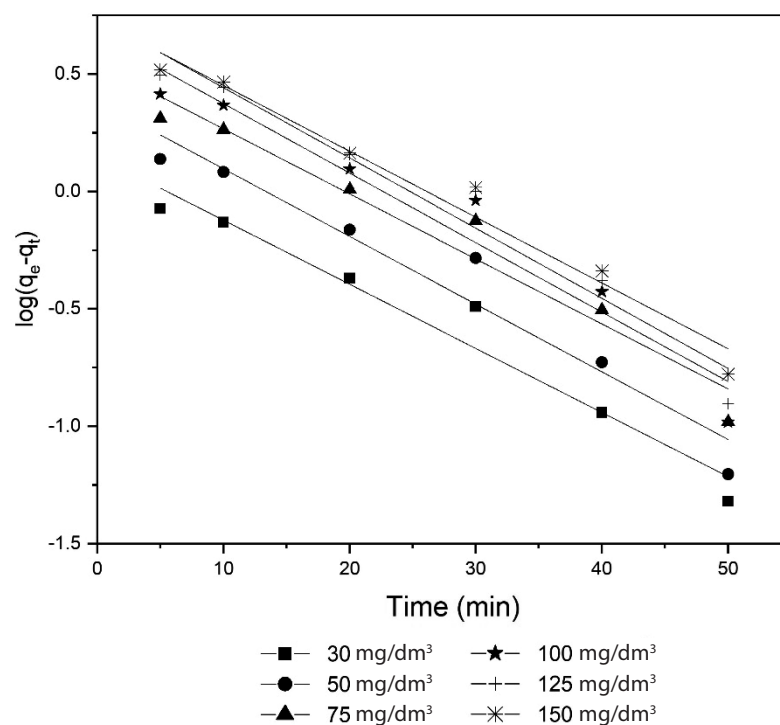 0.5
0.0
-0.5
-1.0
-1.5
log(qₑ-qₜ)
0 10 20 30 40 50
Time (min)
30 mg/dm³ 100 mg/dm³
50 mg/dm³ 125 mg/dm³
75 mg/dm³ 150 mg/dm³